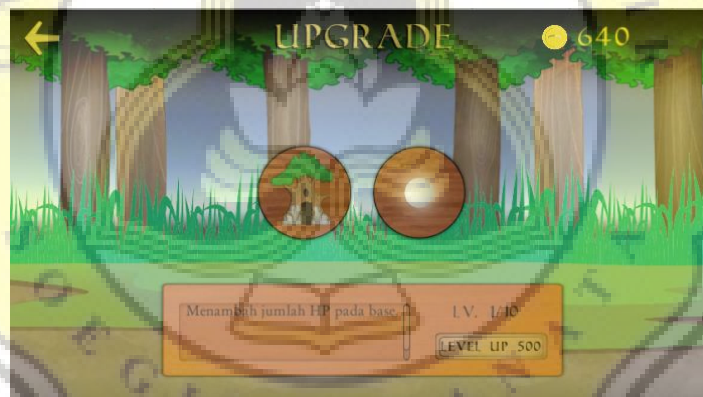 UPGRADE
640
Menambah jumlah HP pada base.
LV. 1/10
LEVEL UP 500